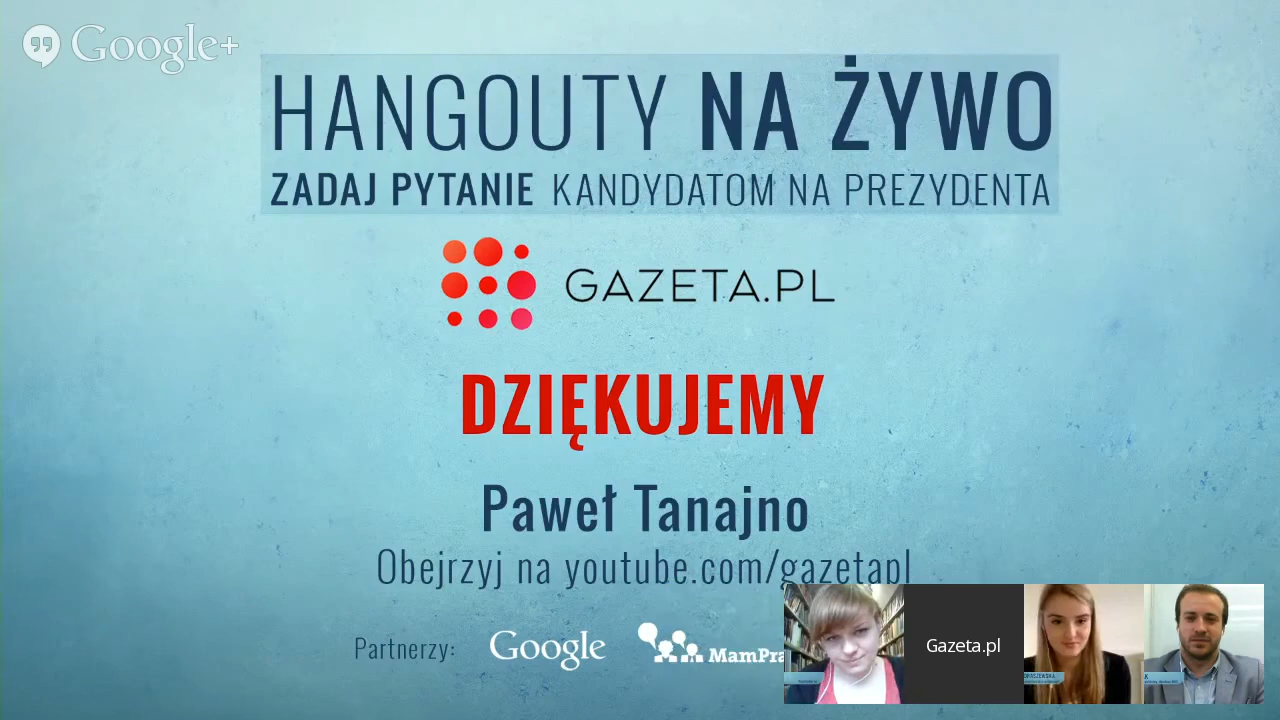 Google+
HANGOUTY NA ŻYWO
ZADAJ PYTANIE KANDYDATOM NA PREZYDENTA
GAZETA.PL
DZIĘKUJEMY
Paweł Tanajno
Obejrzyj na youtube.com/gazetapl
Partnerzy: Google MamPra
Gazeta.pl